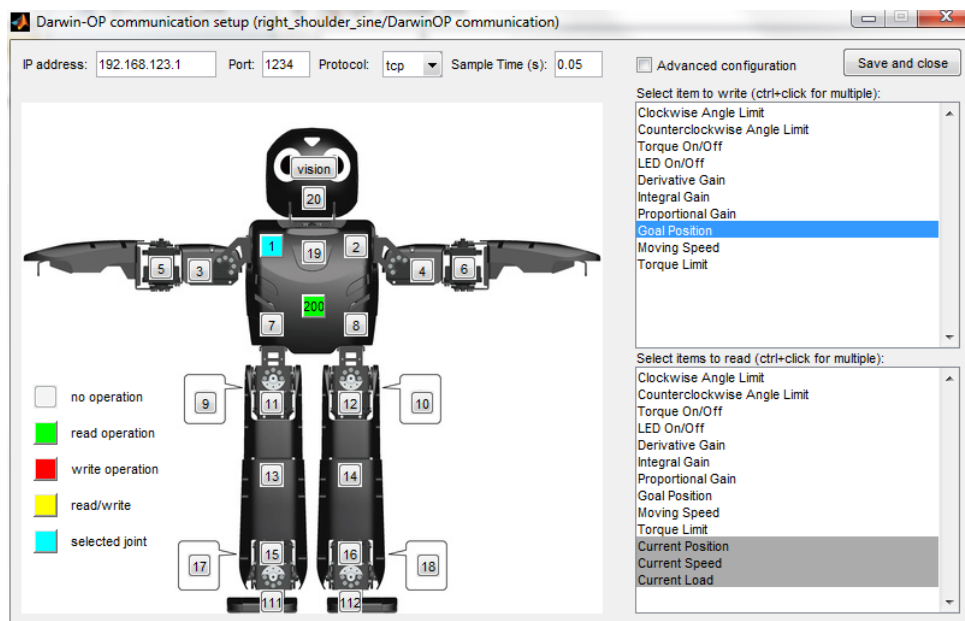 Darwin-OP communication setup (right_shoulder_sine/DarwinOP communication)
IP address: 192.168.123.1 Port: 1234 Protocol: tcp Sample Time (s): 0.05
Advanced configuration
Save and close
Select item to write (ctrl+click for multiple):
Clockwise Angle Limit
Counterclockwise Angle Limit
Torque On/Off
LED On/Off
Derivative Gain
Integral Gain
Proportional Gain
Goal Position
Moving Speed
Torque Limit
Select items to read (ctrl+click for multiple):
Clockwise Angle Limit
Counterclockwise Angle Limit
Torque On/Off
LED On/Off
Derivative Gain
Integral Gain
Proportional Gain
Goal Position
Moving Speed
Torque Limit
Current Position
Current Speed
Current Load
vision
20
1 19 2
5 3 4 6
200
7 8
9 11 12 10
13 14
15 16
17 18
111 112
no operation
read operation
write operation
read/write
selected joint